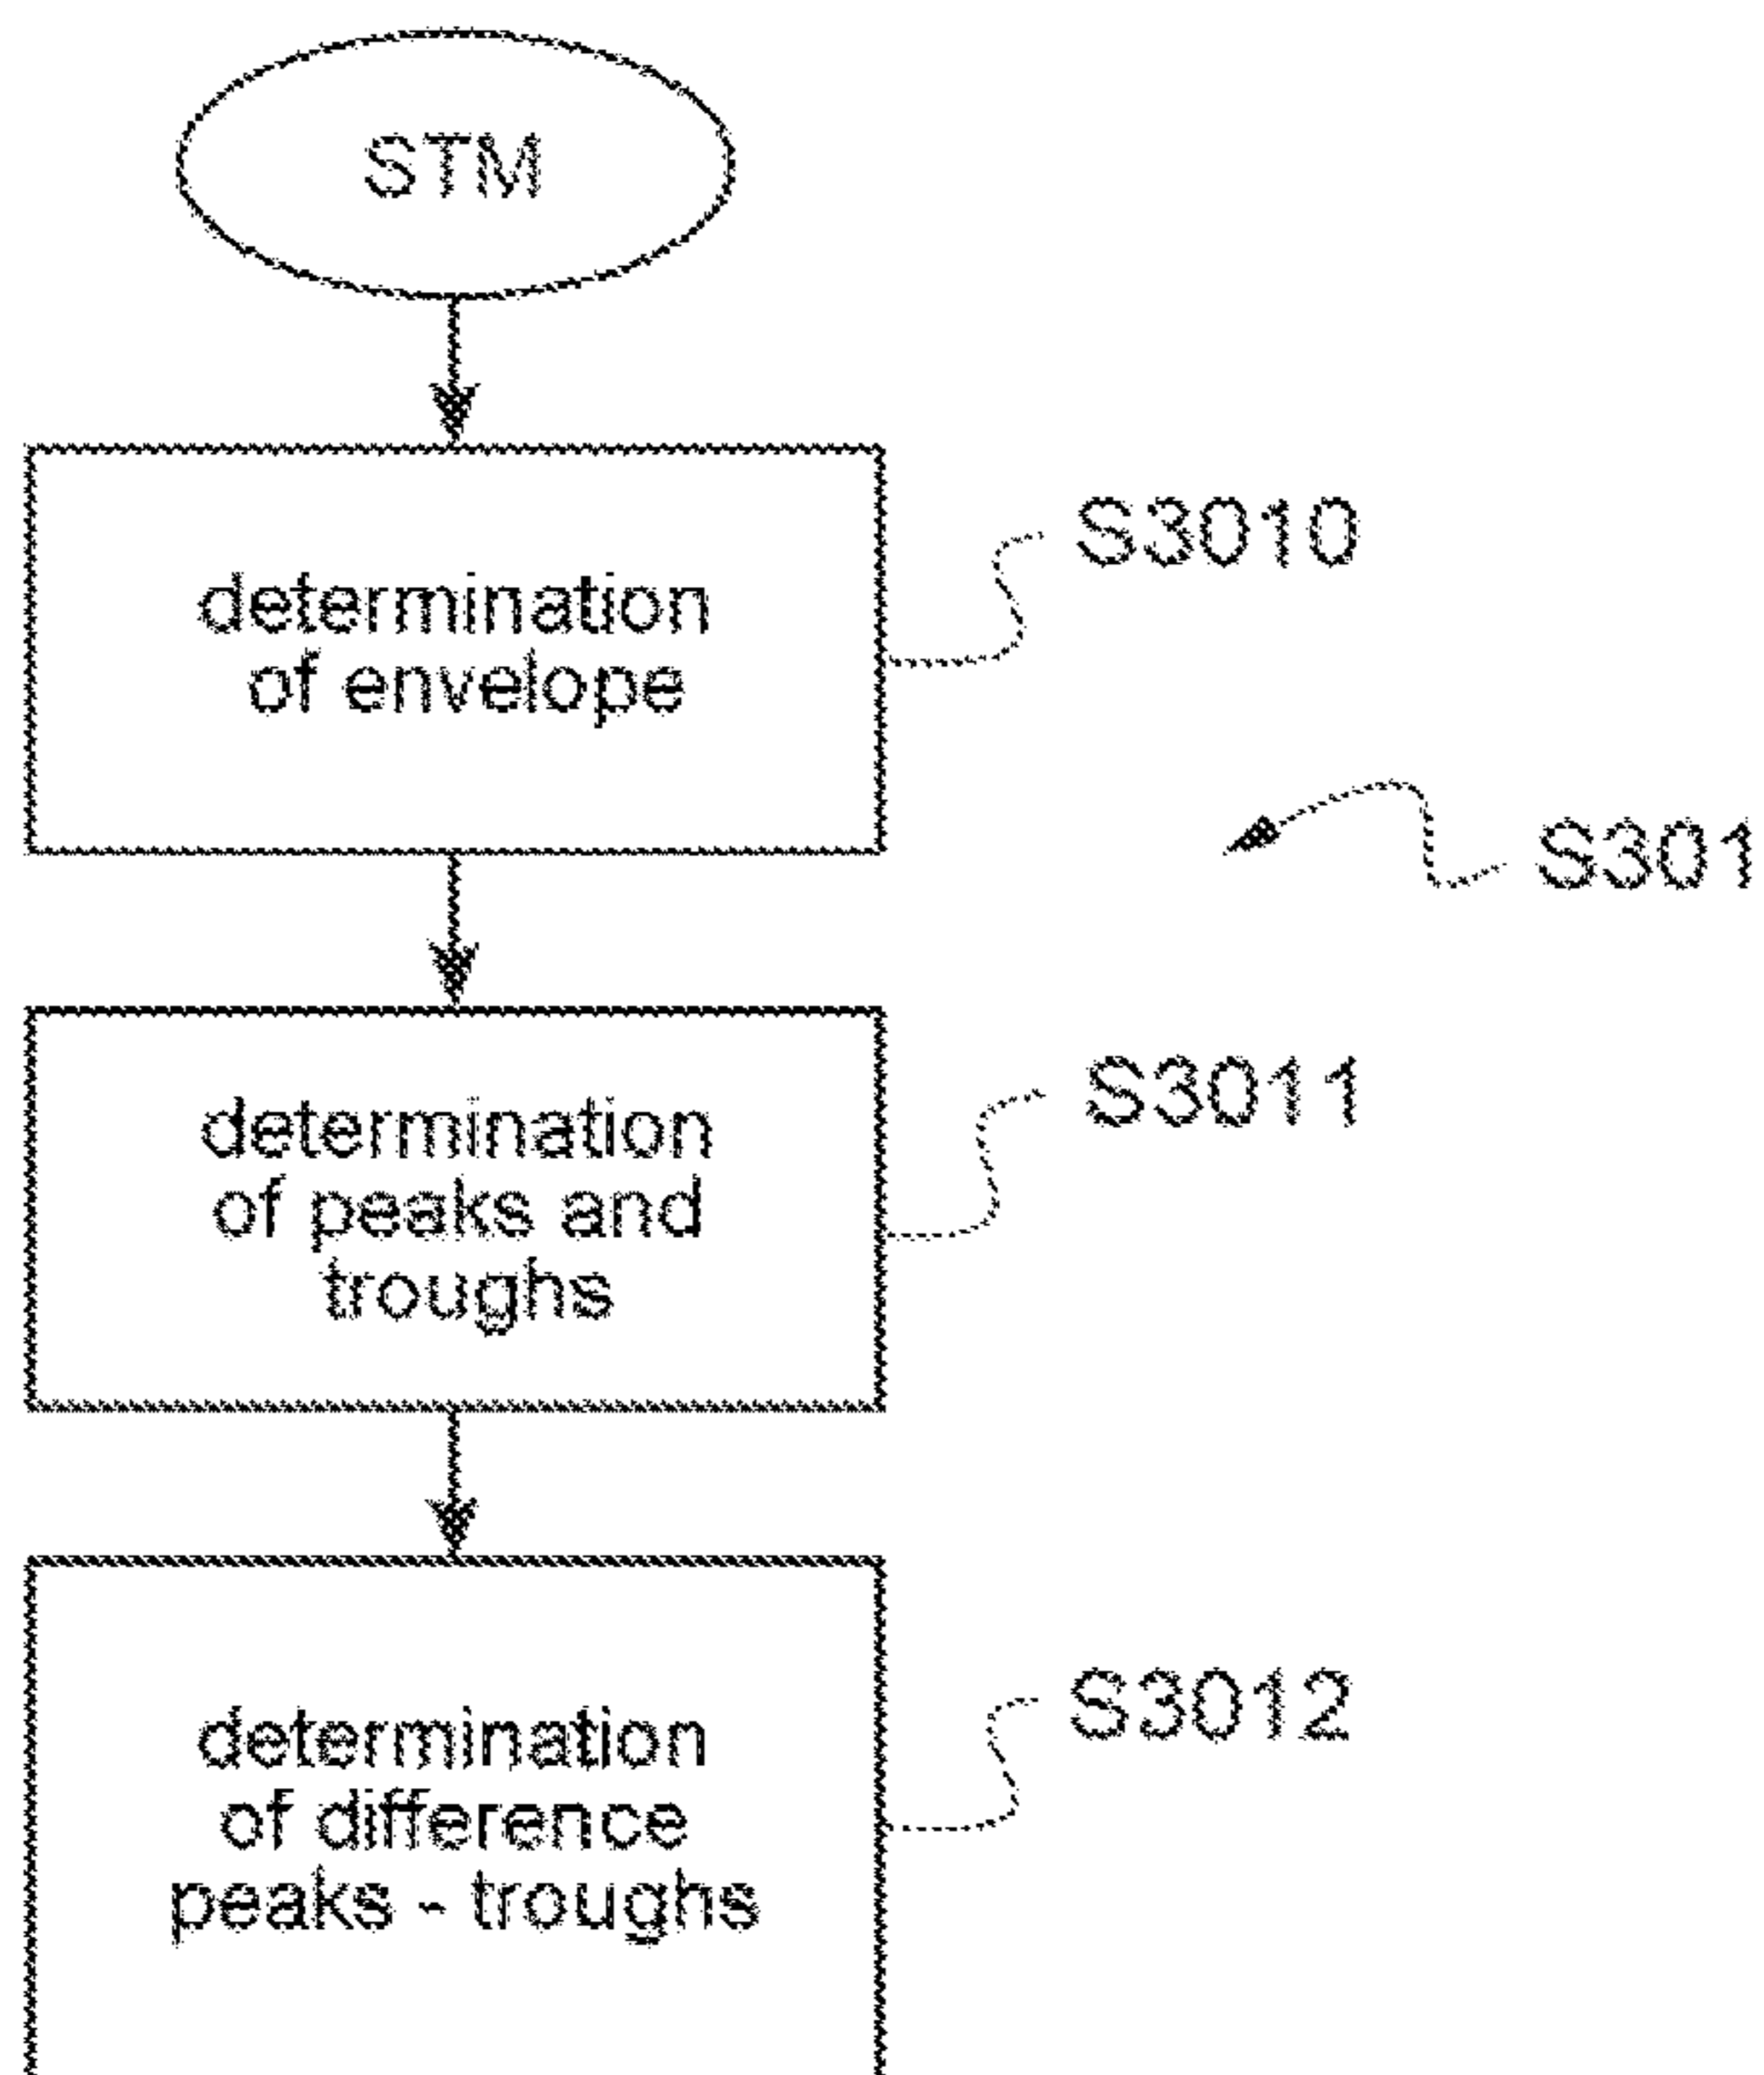 STM
determination
of envelope
S3010
S301
determination
of peaks and
troughs
S3011
determination
of difference
peaks - troughs
S3012